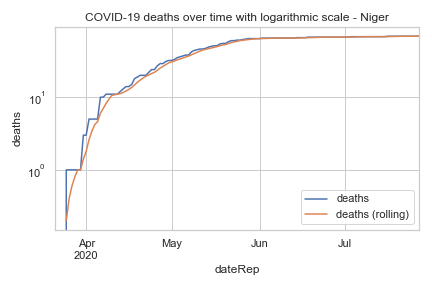 COVID-19 deaths over time with logarithmic scale - Niger
deaths
10¹
10⁰
deaths
deaths (rolling)
Apr
2020
May
Jun
Jul
dateRep